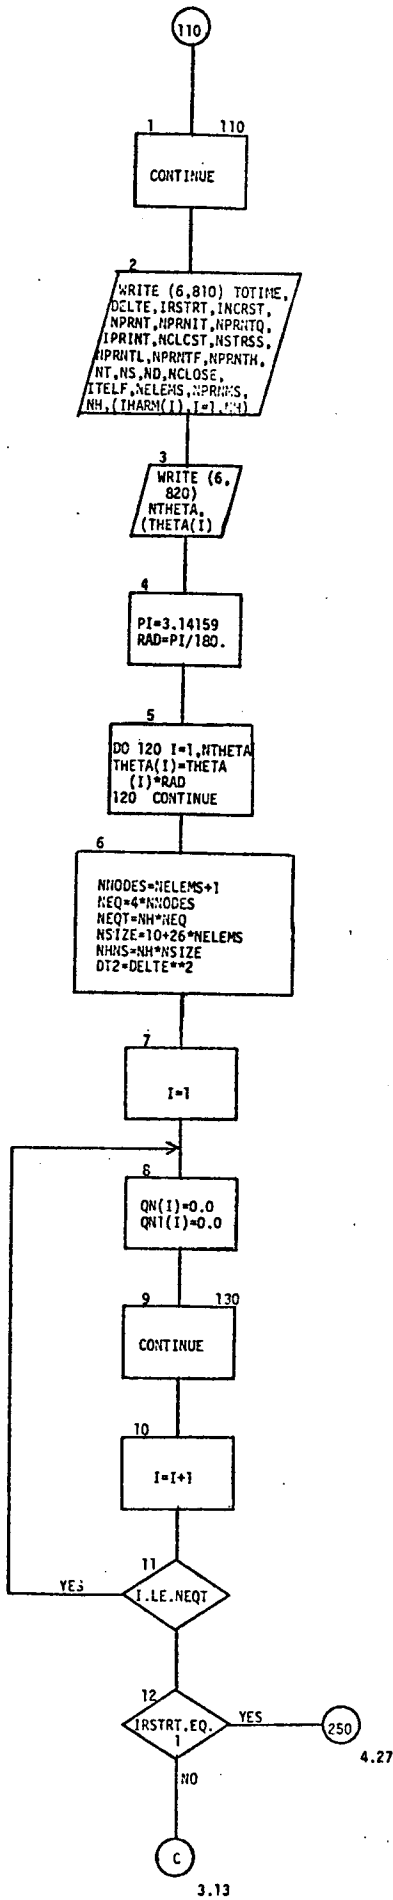 110
1 110
CONTINUE
2
WRITE (6,810) TOTIME,
DELTE,IRSTRT,INCRST,
NPRNT,NPRNIT,NPRNTQ,
IPRINT,NCLCST,NSTRSS,
NPRNTL,NPRNTF,NPRNTH,
NT,NS,ND,NCLOSE,
ITELF,NELEMS,NPRNMS,
NH,(IHARM(I),I=1,NH)
3
WRITE (6,
820)
NTHETA,
(THETA(I)
4
PI=3.14159
RAD=PI/180.
5
DO 120 I=1,NTHETA
THETA(I)=THETA
(I)*RAD
120 CONTINUE
6
NNODES=NELEMS+1
NEQ=4*NNODES
NEQT=NH*NEQ
NSIZE=10+26*NELEMS
NHNS=NH*NSIZE
DT2=DELTE**2
7
I=1
8
QN(I)=0.0
QN1(I)=0.0
9 130
CONTINUE
10
I=I+1
11
YES I.LE.NEQT
12
IRSTRT.EQ. YES 250
1
4.27
NO
C
3.13